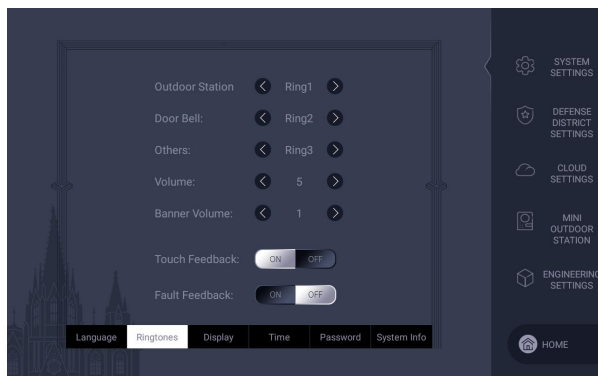 Outdoor Station Ring1
Door Bell: Ring2
Others: Ring3
Volume: 5
Banner Volume: 1
Touch Feedback: ON OFF
Fault Feedback: ON OFF
Language Ringtones Display Time Password System Info
SYSTEM
SETTINGS
DEFENSE
DISTRICT
SETTINGS
CLOUD
SETTINGS
MINI
OUTDOOR
STATION
ENGINEERING
SETTINGS
HOME